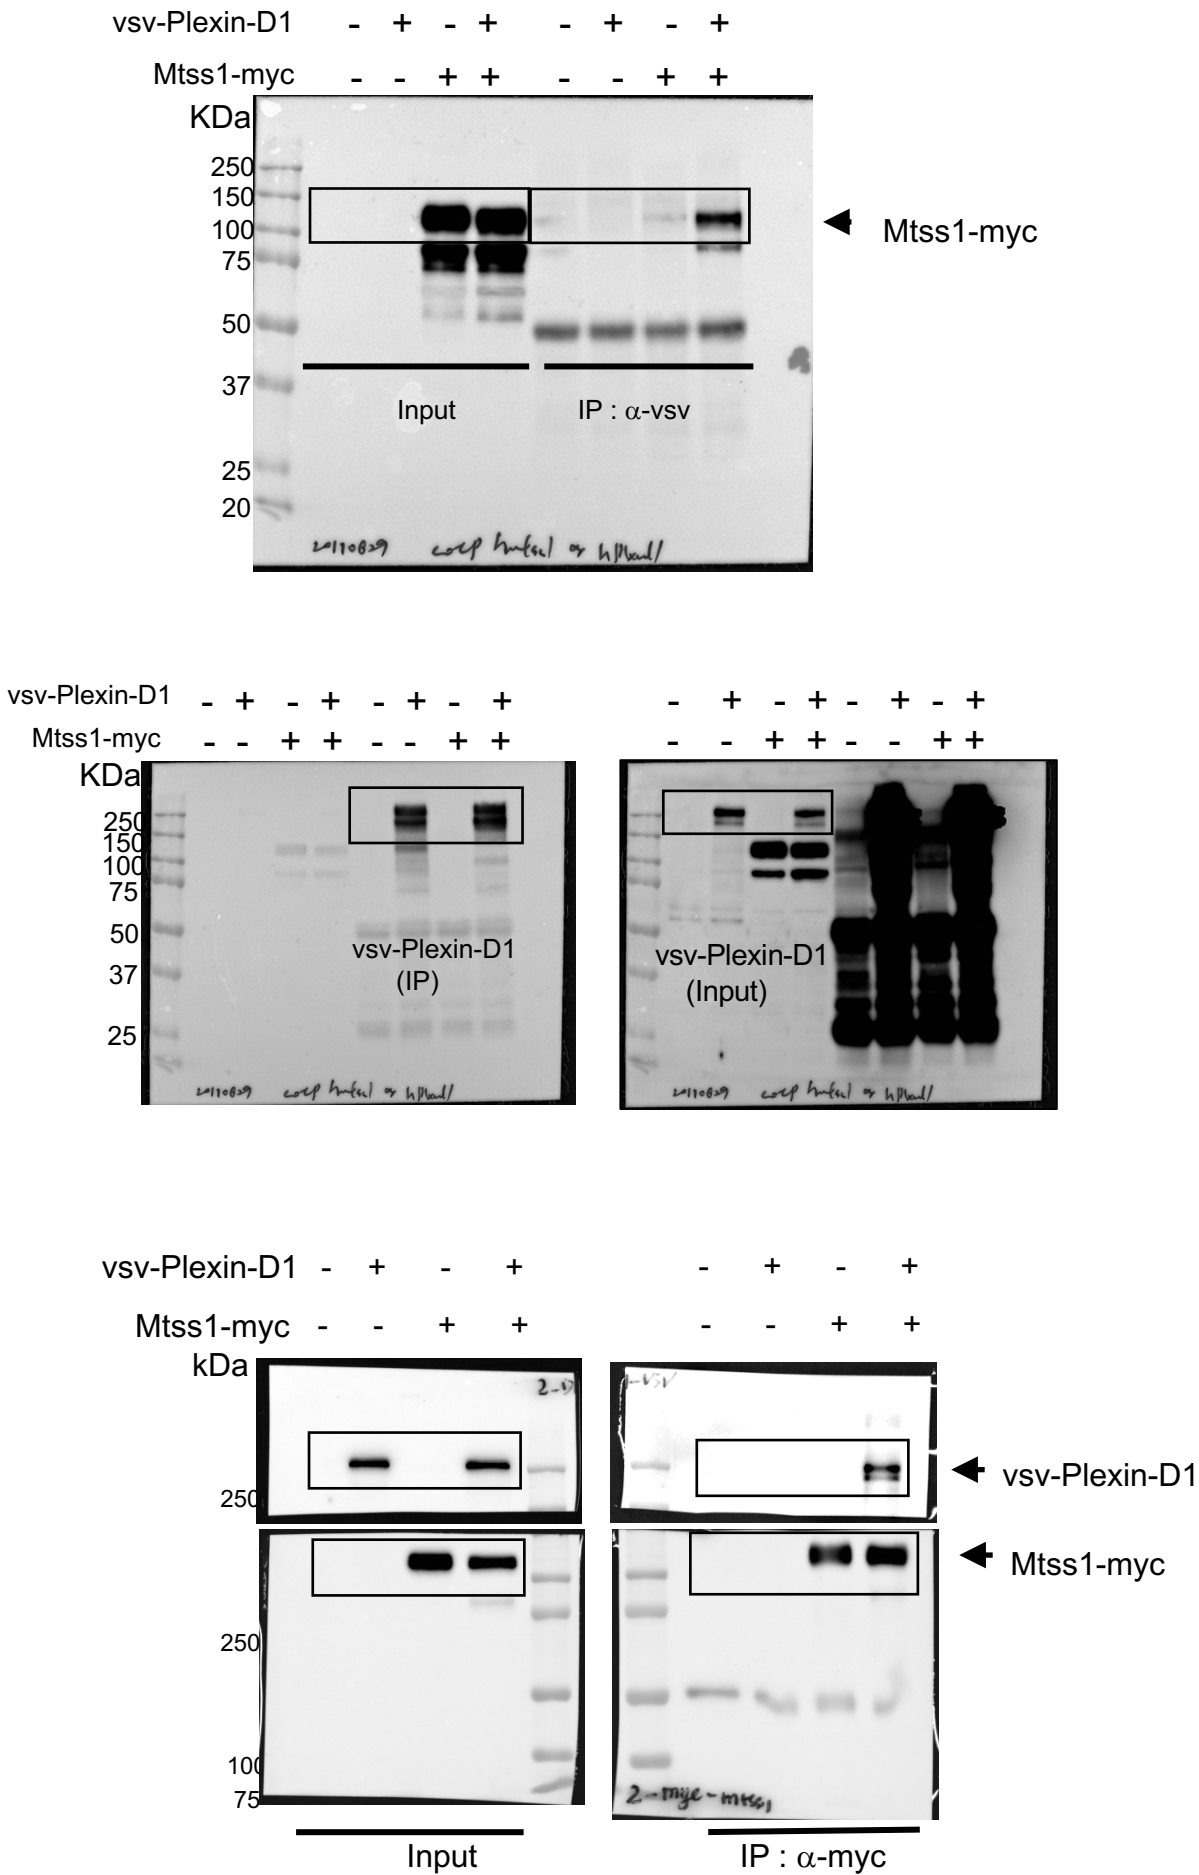 vsv-Plexin-D1 - + - + - + - +
Mtss1-myc - - + + - - + +
KDa
250
150
100
75
50
37
25
20
Mtss1-myc
Input IP : α-vsv
20170829
vsv-Plexin-D1 - + - + - + - +
Mtss1-myc - - + + - - + +
KDa
250
150
100
75
50
37
25
vsv-Plexin-D1
(IP)
20170829
- + - + - + - +
- - + + - - + +
vsv-Plexin-D1
(Input)
20170829
vsv-Plexin-D1 - + - + - + - +
Mtss1-myc - - + + - - + +
kDa
250
vsv-Plexin-D1
Mtss1-myc
250
100
75
2-myc-mtss1
Input IP : α-myc